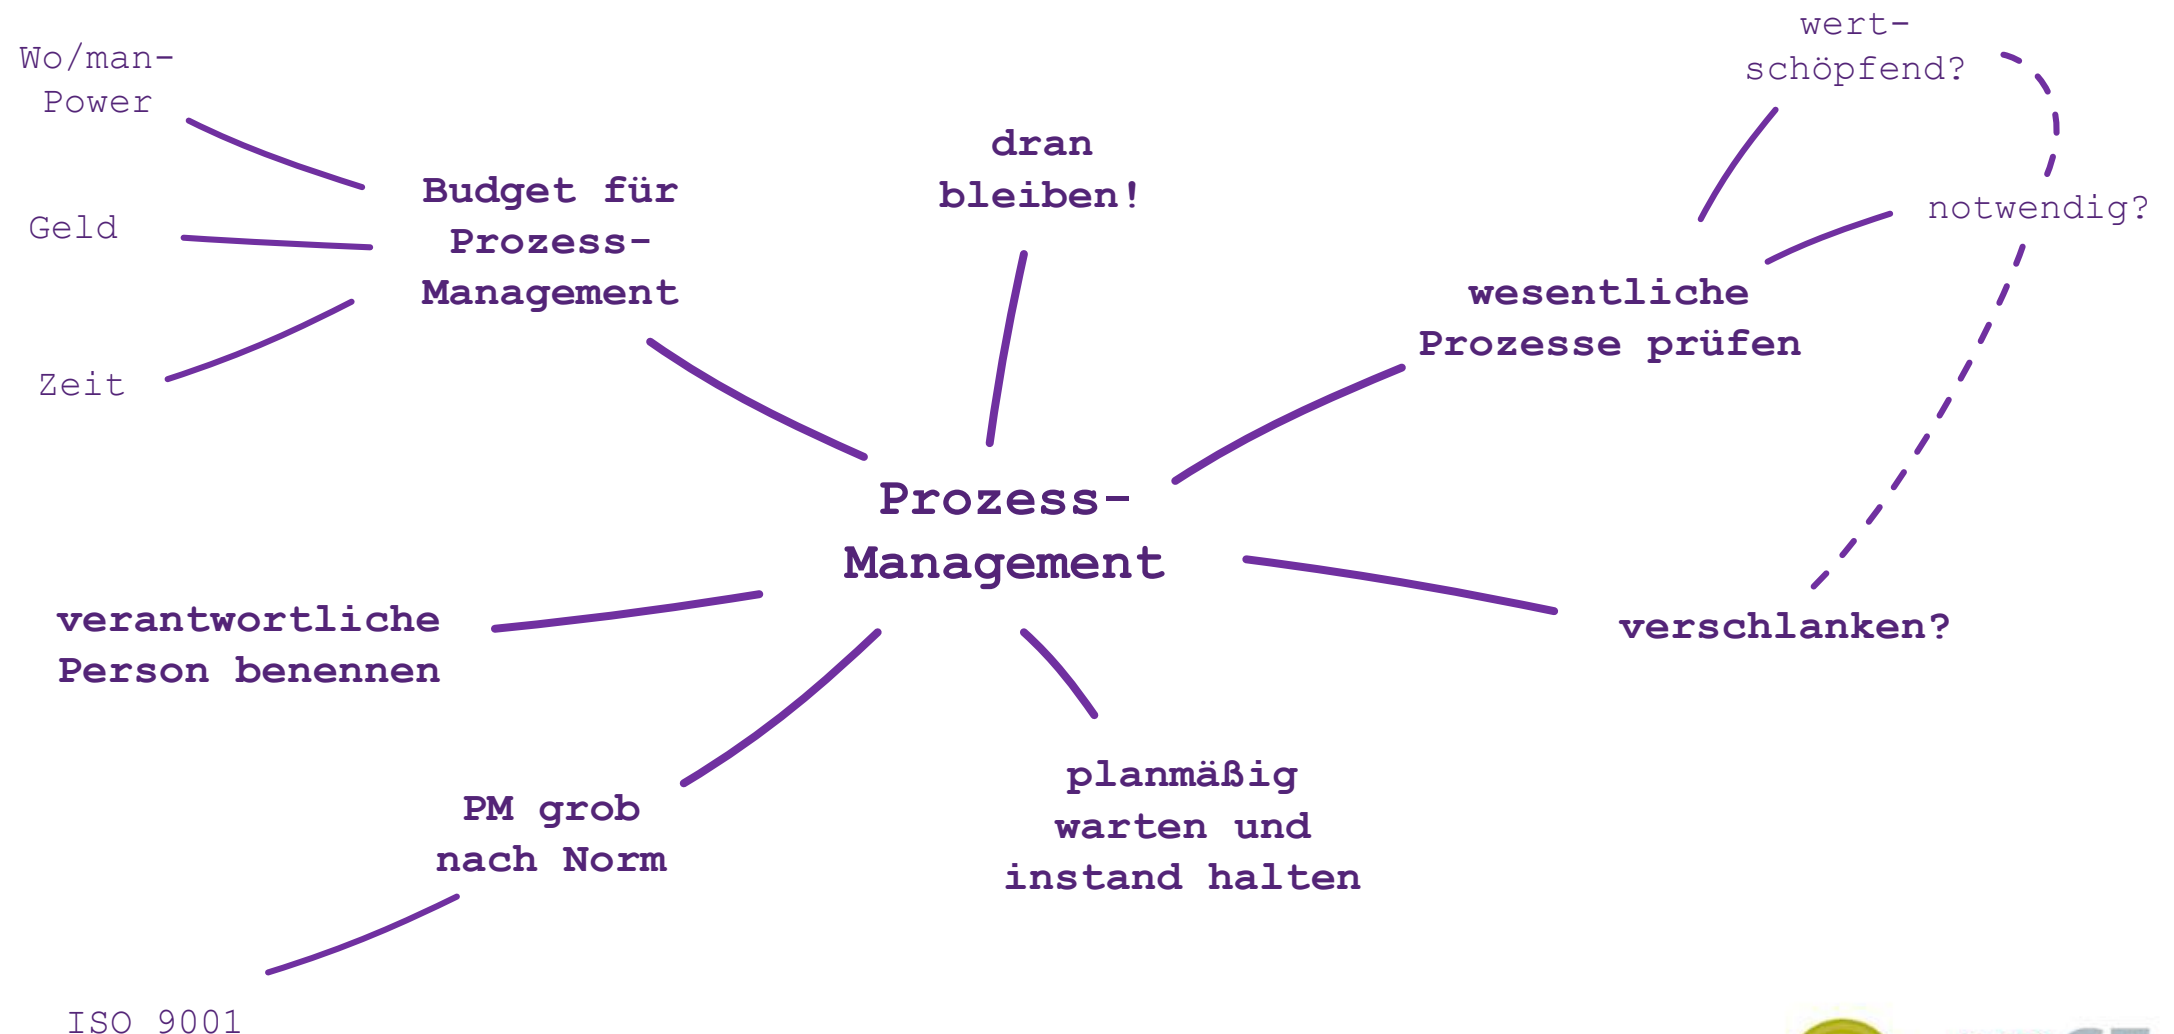 wert-
schöpfend?
Wo/man-
Power
dran
bleiben!
Budget für
Prozess-
Management
notwendig?
Geld
wesentliche
Prozesse prüfen
Zeit
Prozess-
Management
verantwortliche
Person benennen
verschlanken?
planmäßig
warten und
instand halten
PM grob
nach Norm
ISO 9001